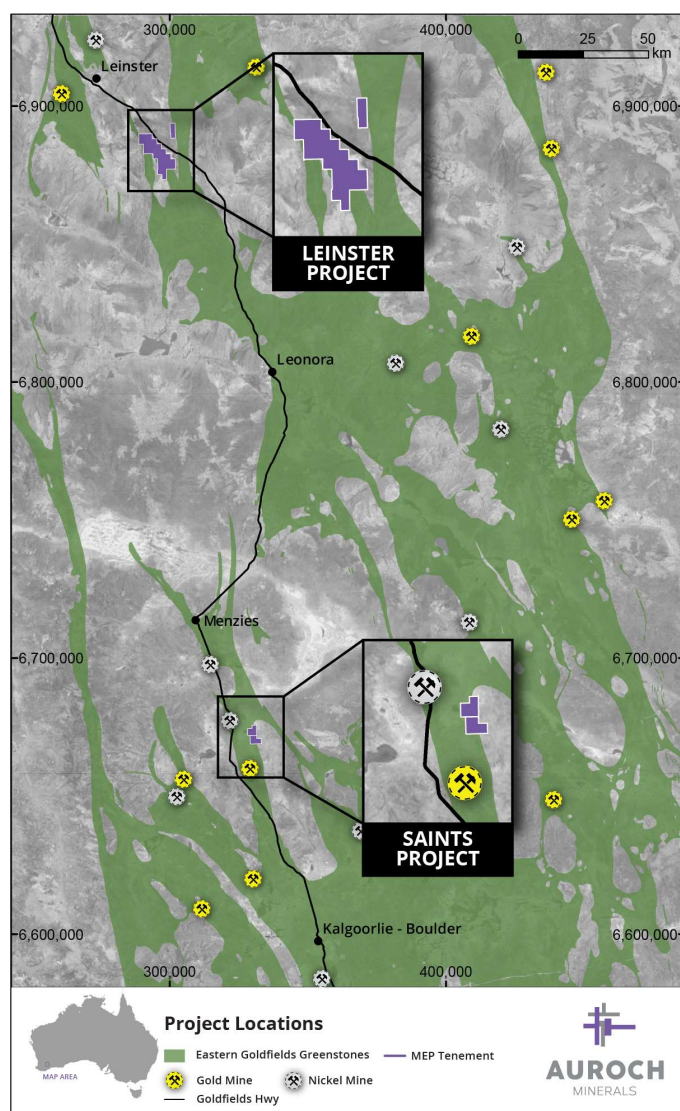 300,000
400,000
0 25 50
km
Leinster
6,900,000
6,900,000
LEINSTER
PROJECT
Leonora
6,800,000
6,800,000
Menzies
6,700,000
6,700,000
SAINTS
PROJECT
Kalgoorlie - Boulder
6,600,000
6,600,000
300,000
400,000
MAP AREA
Project Locations
Eastern Goldfields Greenstones
MEP Tenement
Gold Mine
Nickel Mine
Goldfields Hwy
AUROCH
MINERALS